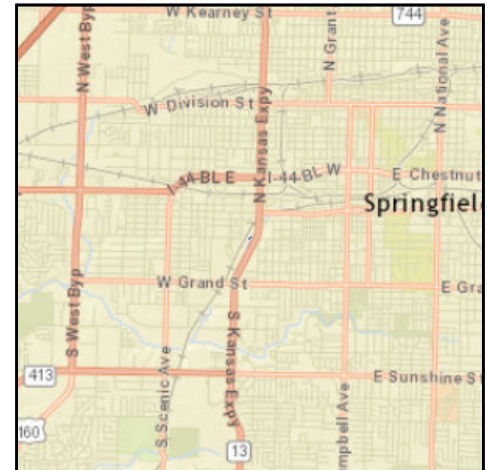 W Kearney St
744
N West Byp
N Grant
N National Ave
W Division St
N Kansas Expy
I-44-BL E
I-44-BL W
E Chestnut
Springfield
W Grand St
E Gra
S West Byp
S Kansas Expy
S Scenic Ave
413
E Sunshine St
160
mpbell Ave
13